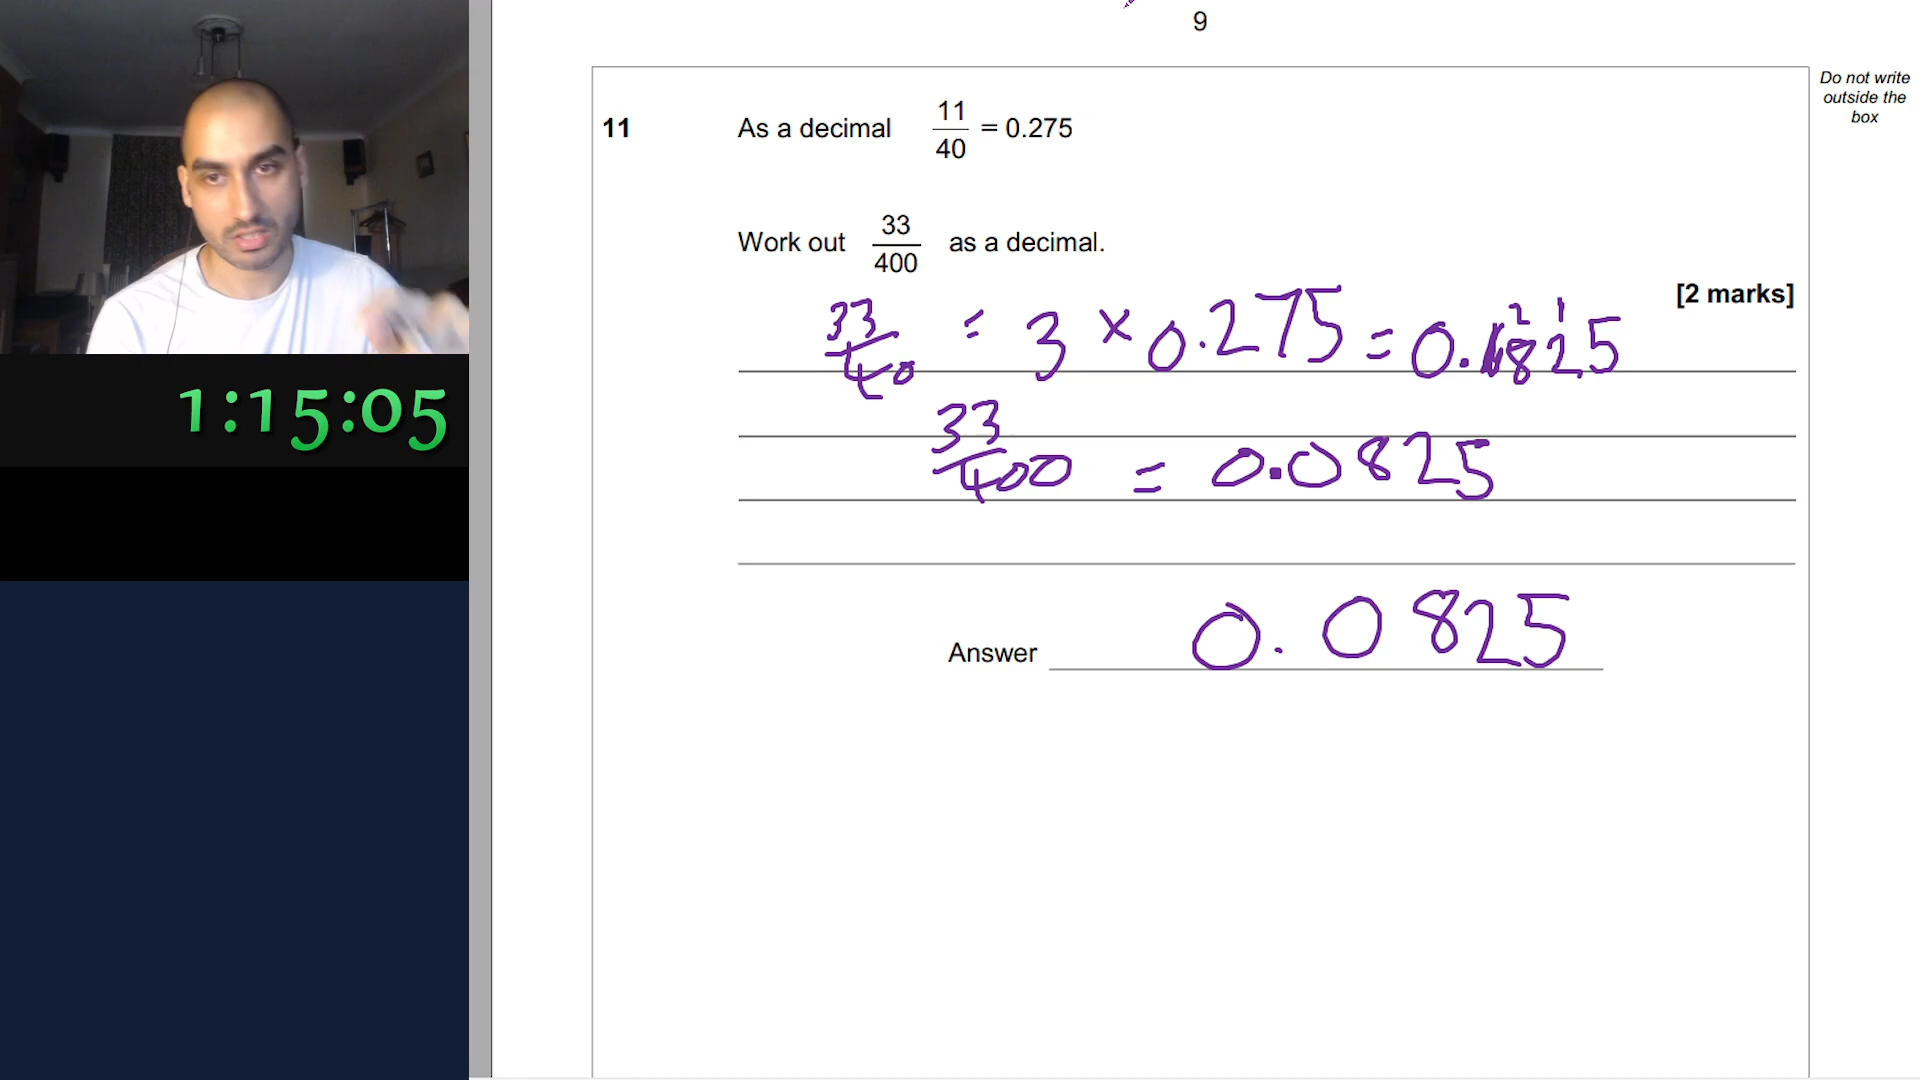 9
Do not write
outside the
box
11 As a decimal 11/40 = 0.275
Work out 33/400 as a decimal.
[2 marks]
33/40 = 3 × 0.275 = 0.825
2 1
33/400 = 0.0825
Answer 0.0825
1:15:05